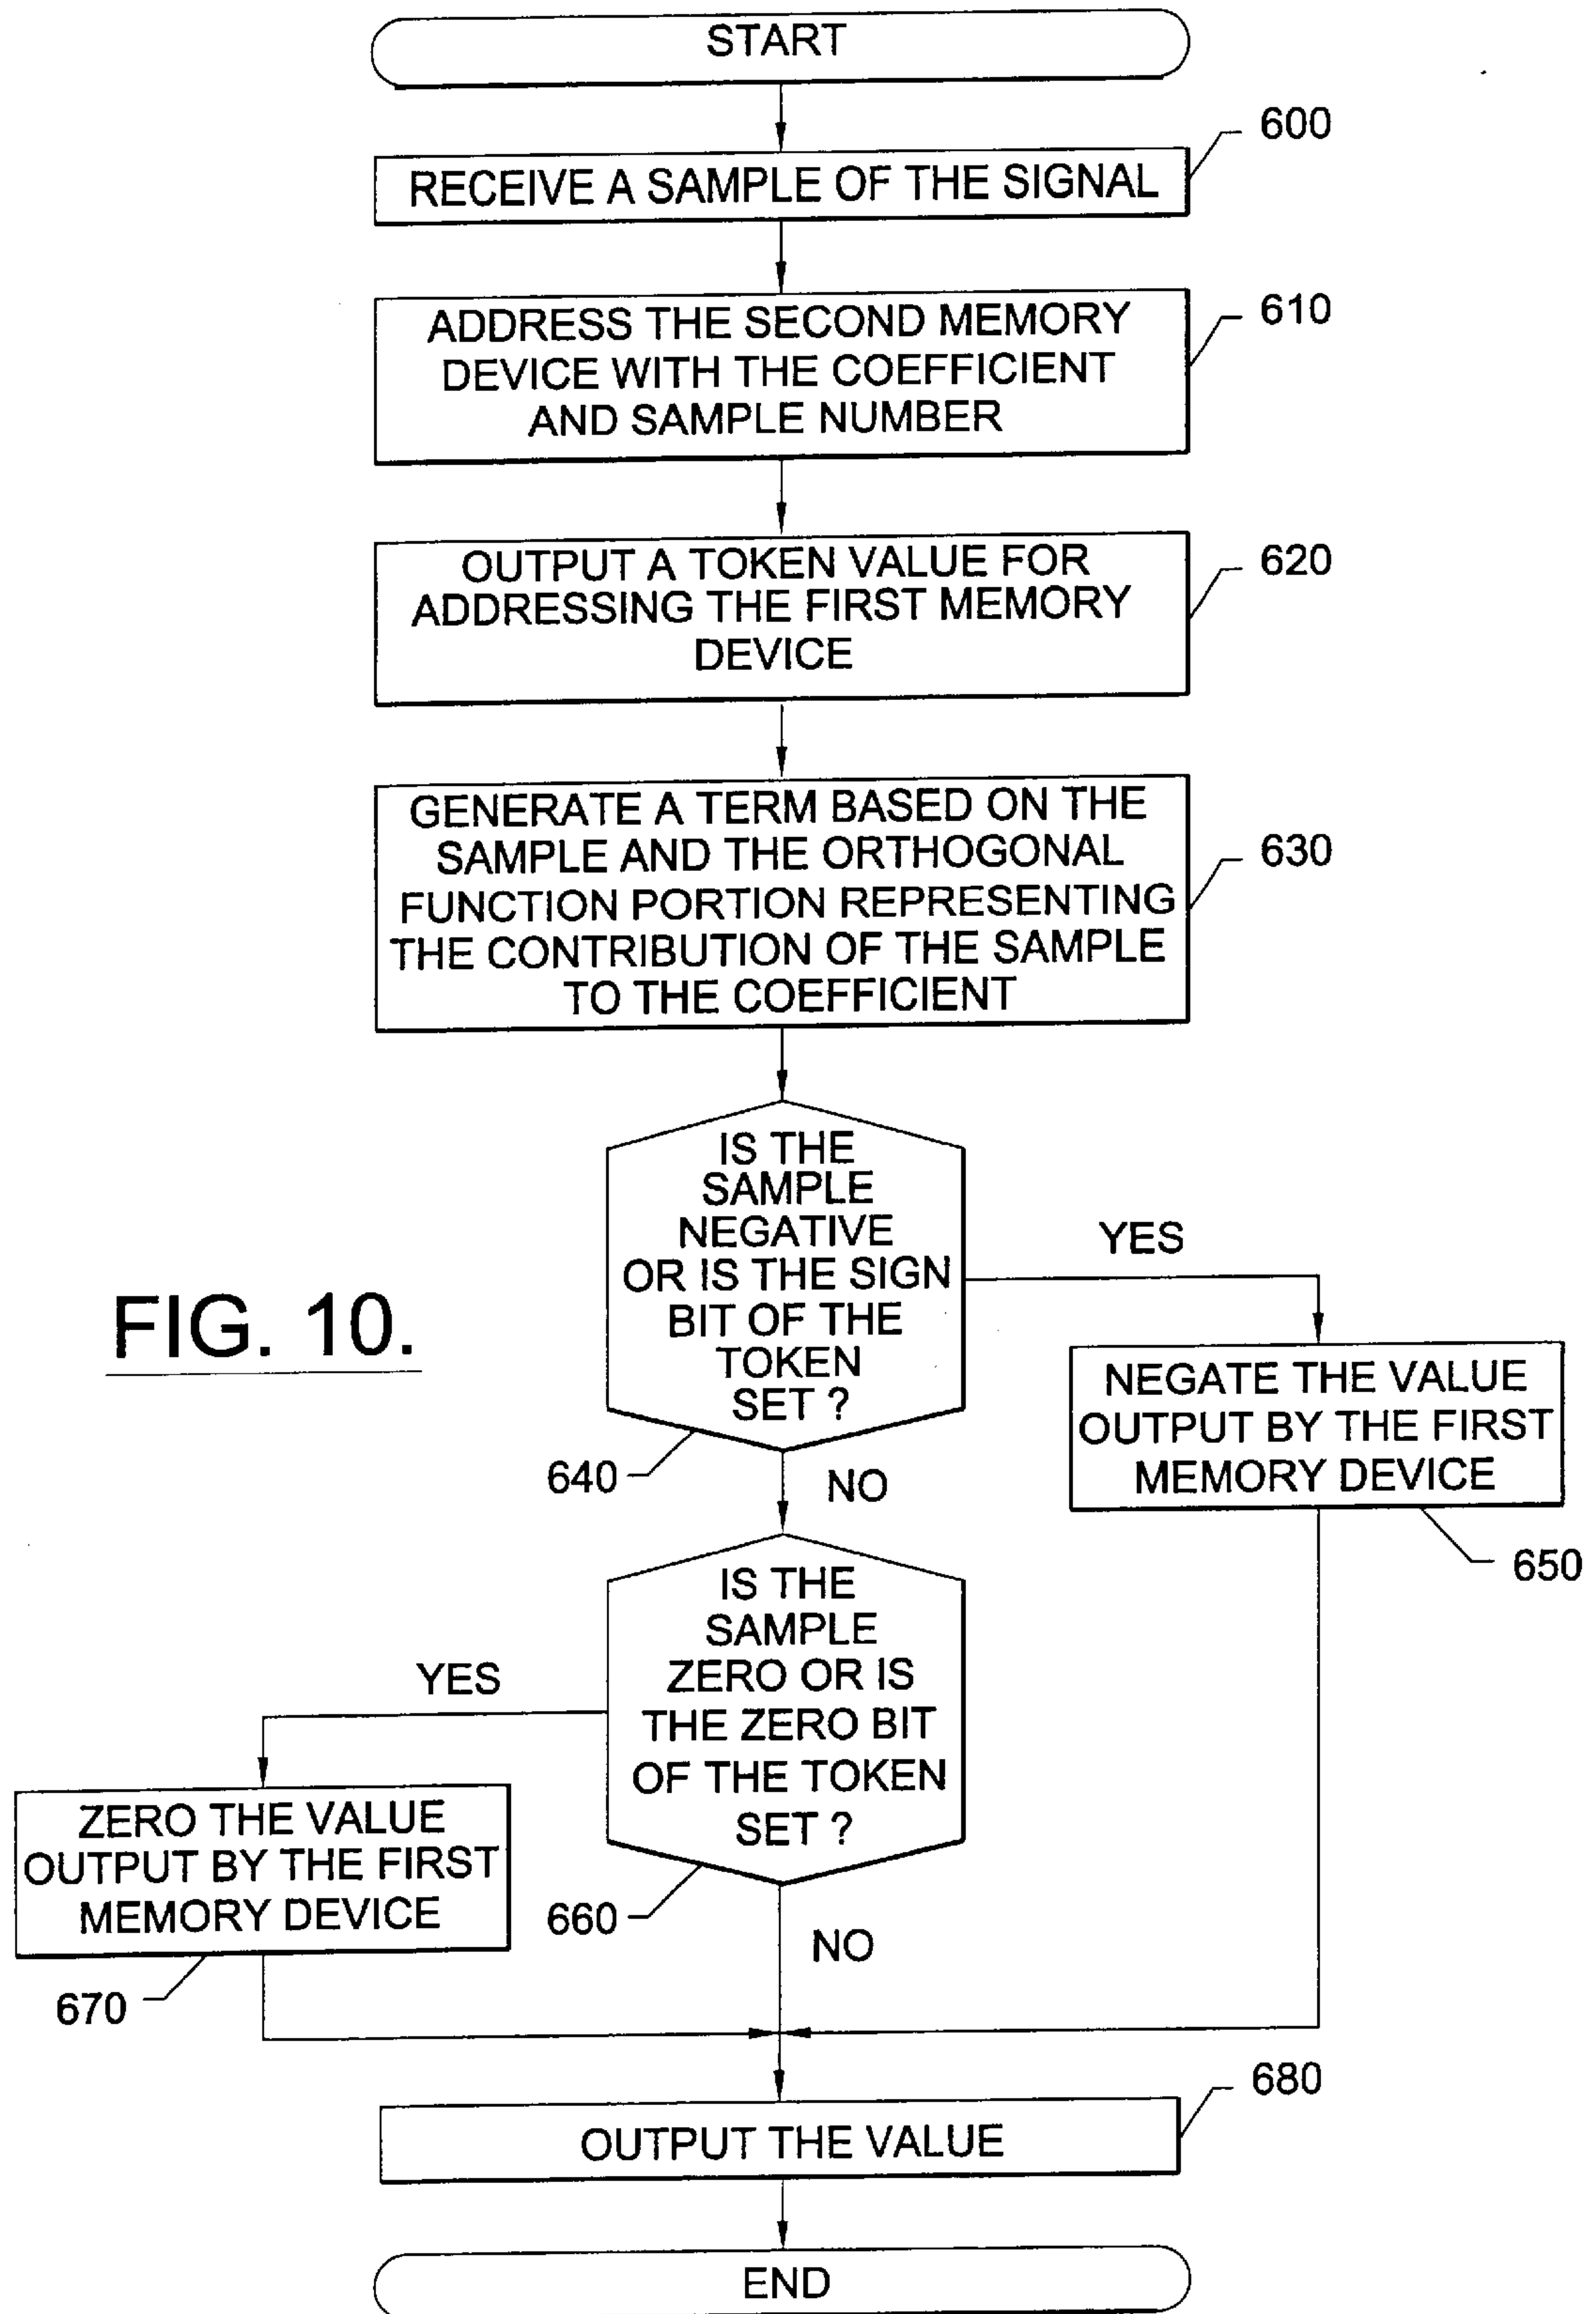 START
600
RECEIVE A SAMPLE OF THE SIGNAL
610
ADDRESS THE SECOND MEMORY
DEVICE WITH THE COEFFICIENT
AND SAMPLE NUMBER
620
OUTPUT A TOKEN VALUE FOR
ADDRESSING THE FIRST MEMORY
DEVICE
630
GENERATE A TERM BASED ON THE
SAMPLE AND THE ORTHOGONAL
FUNCTION PORTION REPRESENTING
THE CONTRIBUTION OF THE SAMPLE
TO THE COEFFICIENT
IS THE
SAMPLE
NEGATIVE
OR IS THE SIGN
BIT OF THE
TOKEN
SET ?
640
YES
NO
FIG. 10.
NEGATE THE VALUE
OUTPUT BY THE FIRST
MEMORY DEVICE
650
IS THE
SAMPLE
ZERO OR IS
THE ZERO BIT
OF THE TOKEN
SET ?
660
YES
NO
ZERO THE VALUE
OUTPUT BY THE FIRST
MEMORY DEVICE
670
680
OUTPUT THE VALUE
END